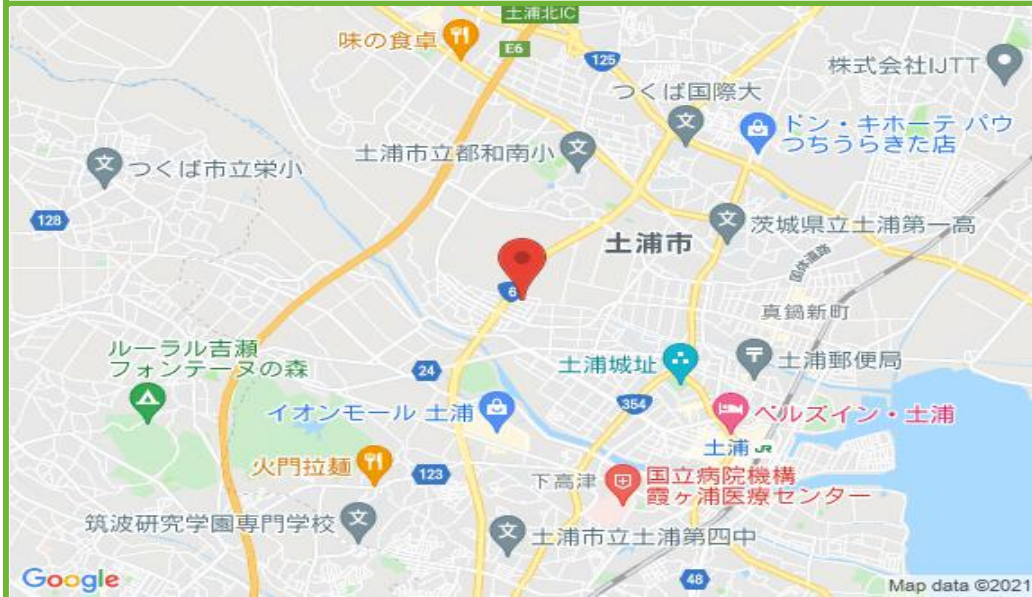 土浦北IC
味の食卓
E6
125
株式会社IJTT
つくば国際大
ドン・キホーテ パウ
つちうらきた店
土浦市立都和南小
つくば市立栄小
128
茨城県立土浦第一高
土浦市
国体道路
6
真鍋新町
ルーラル吉瀬
フォンテーヌの森
24
土浦城址
土浦郵便局
354
イオンモール 土浦
ベルズイン・土浦
土浦 JR
火門拉麺
123
下高津
国立病院機構
霞ヶ浦医療センター
筑波研究学園専門学校
土浦市立土浦第四中
48
Google
Map data ©2021